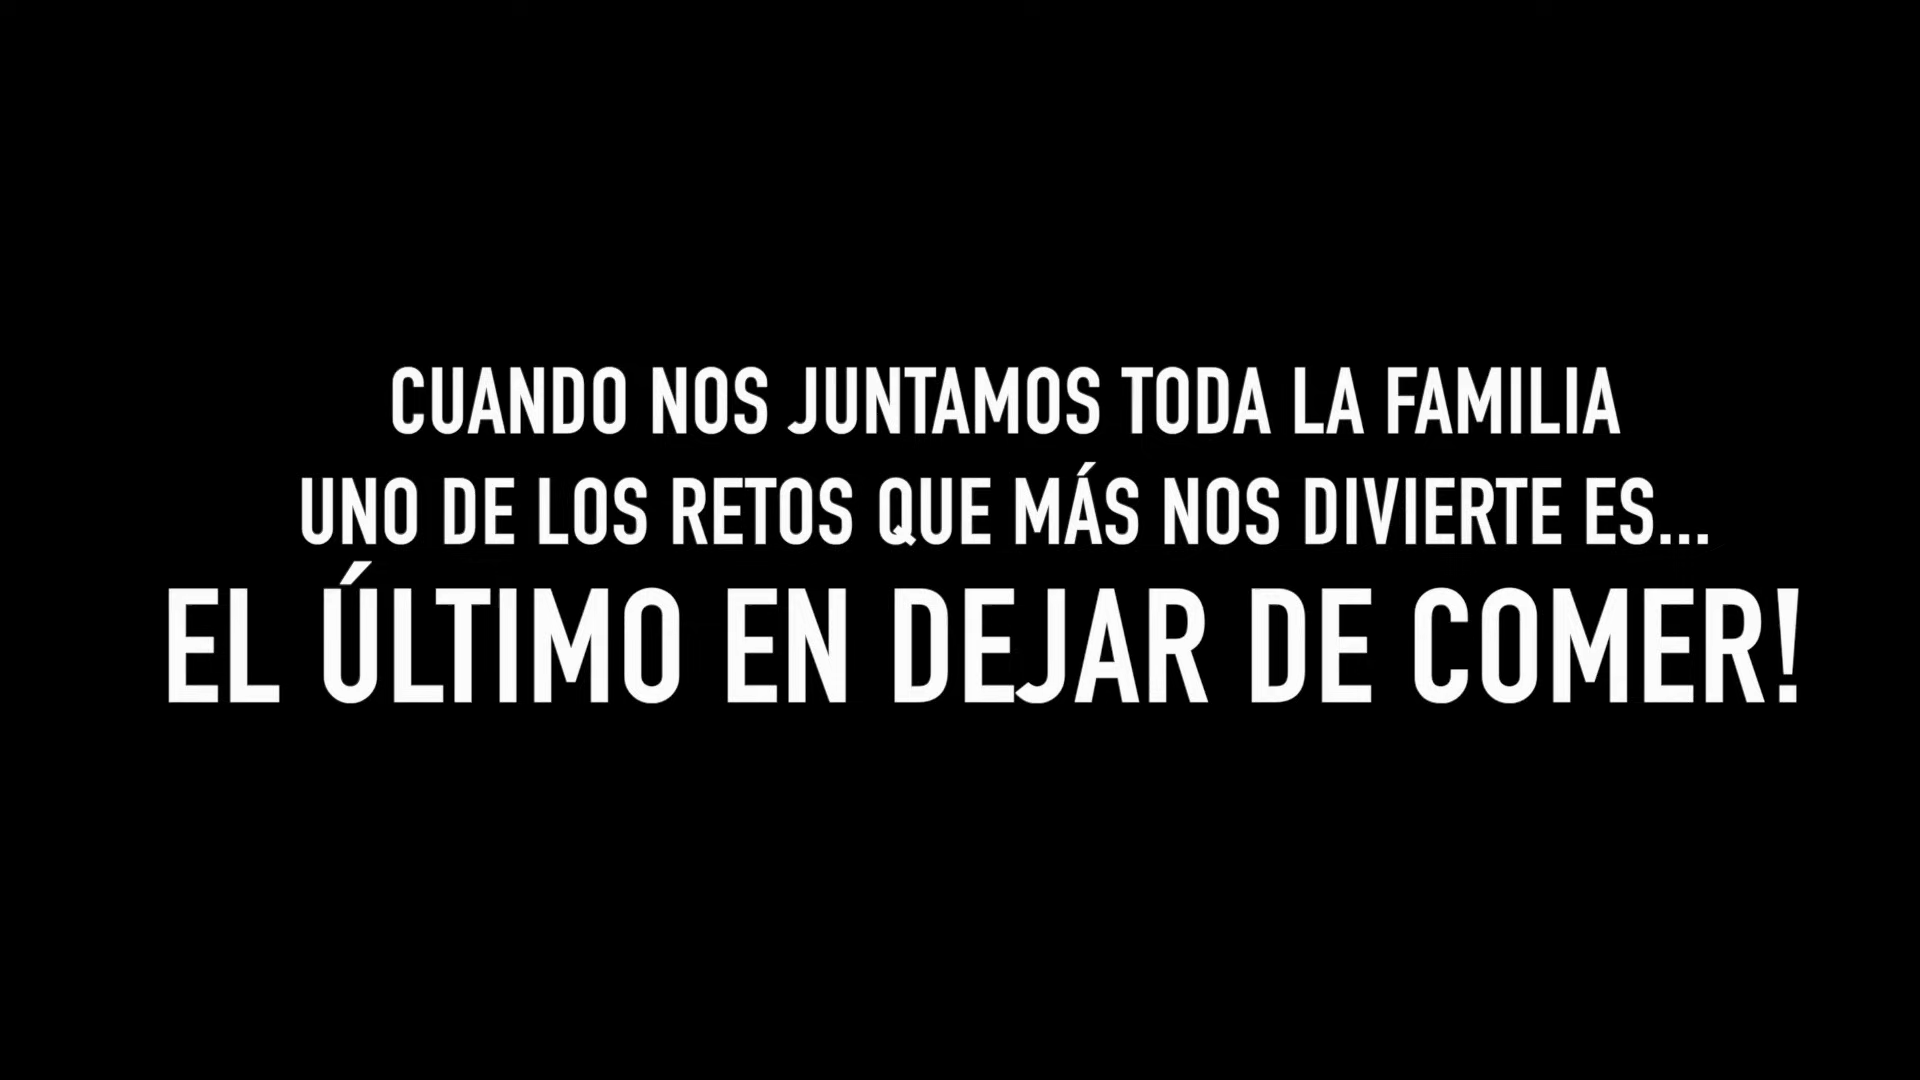 CUANDO NOS JUNTAMOS TODA LA FAMILIA
UNO DE LOS RETOS QUE MÁS NOS DIVIERTE ES...
EL ÚLTIMO EN DEJAR DE COMER!